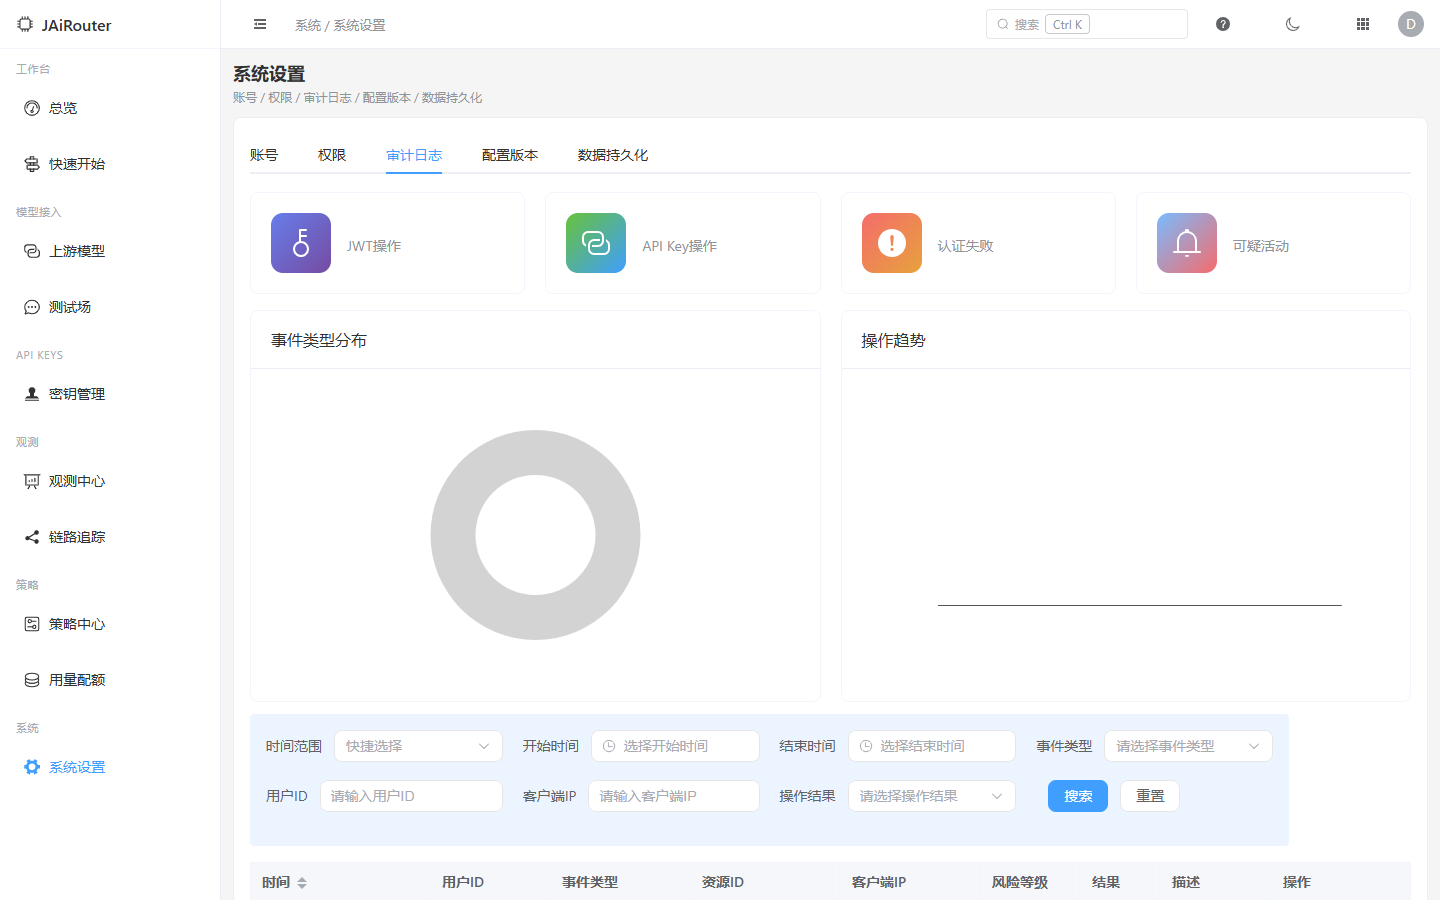 JAiRouter
系统 / 系统设置
搜索 Ctrl K
D
工作台
总览
快速开始
模型接入
上游模型
测试场
API KEYS
密钥管理
观测
观测中心
链路追踪
策略
策略中心
用量配额
系统
系统设置
系统设置
账号 / 权限 / 审计日志 / 配置版本 / 数据持久化
账号 权限 审计日志 配置版本 数据持久化
JWT操作 API Key操作 认证失败 可疑活动
事件类型分布 操作趋势
时间范围 快捷选择 开始时间 选择开始时间 结束时间 选择结束时间 事件类型 请选择事件类型
用户ID 请输入用户ID 客户端IP 请输入客户端IP 操作结果 请选择操作结果 搜索 重置
时间 用户ID 事件类型 资源ID 客户端IP 风险等级 结果 描述 操作